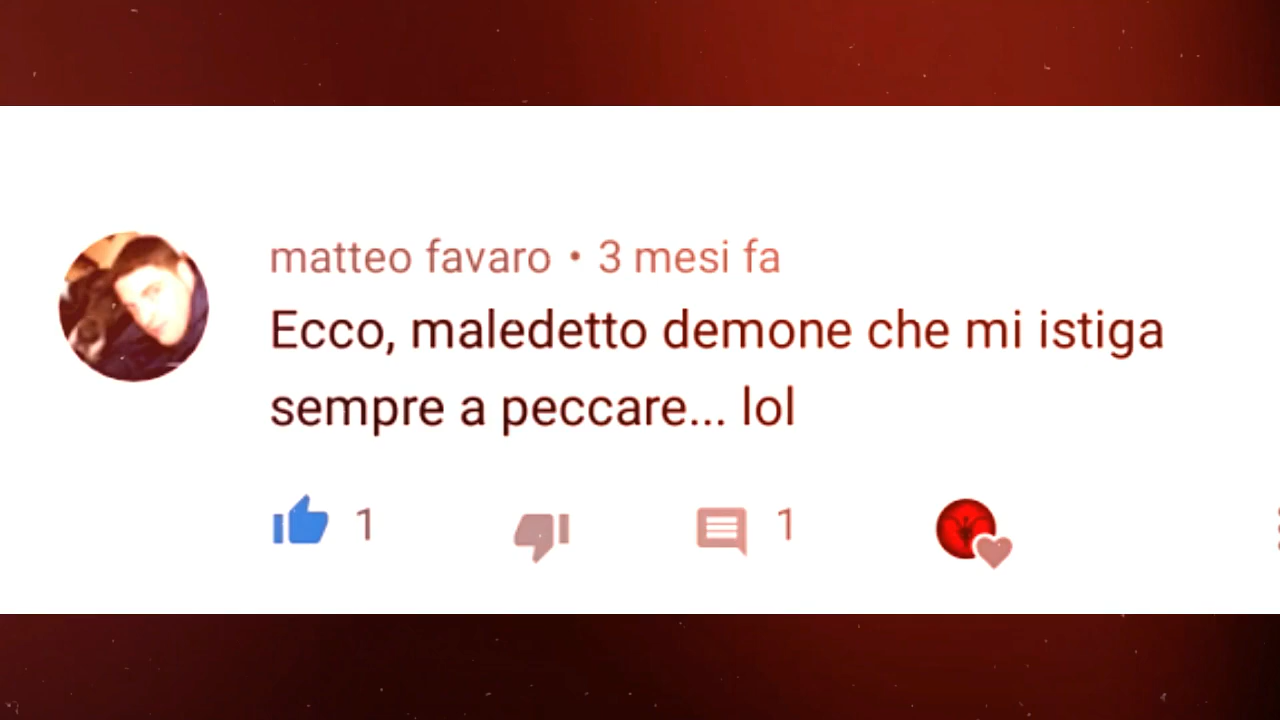 matteo favaro • 3 mesi fa
Ecco, maledetto demone che mi istiga
sempre a peccare... lol
1 1